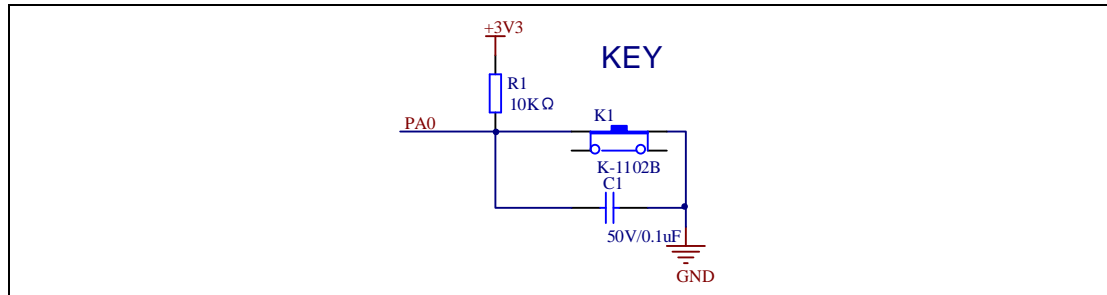 +3V3
KEY
R1
10KΩ
PA0
K1
K-1102B
C1
50V/0.1uF
GND